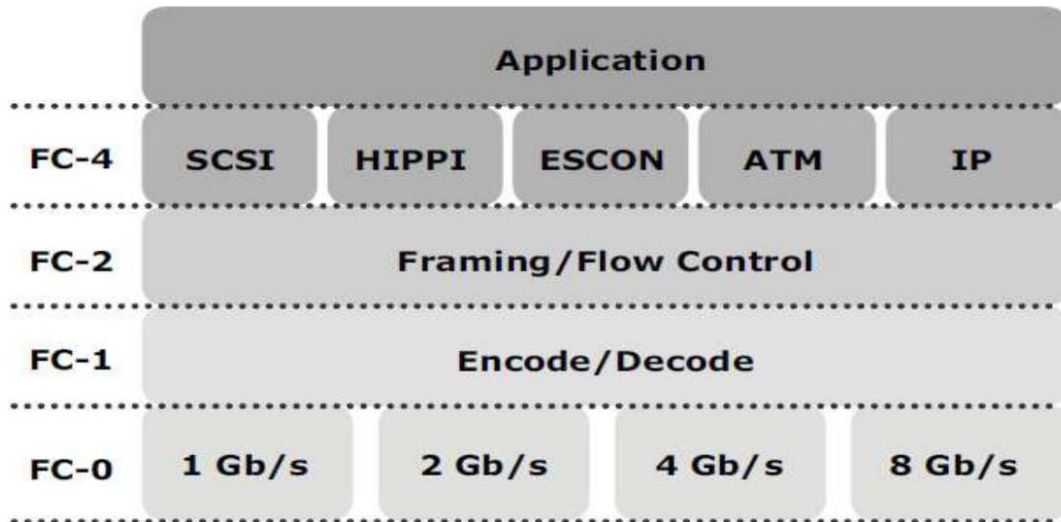 Application
FC-4 SCSI HIPPI ESCON ATM IP
FC-2 Framing/Flow Control
FC-1 Encode/Decode
FC-0 1 Gb/s 2 Gb/s 4 Gb/s 8 Gb/s